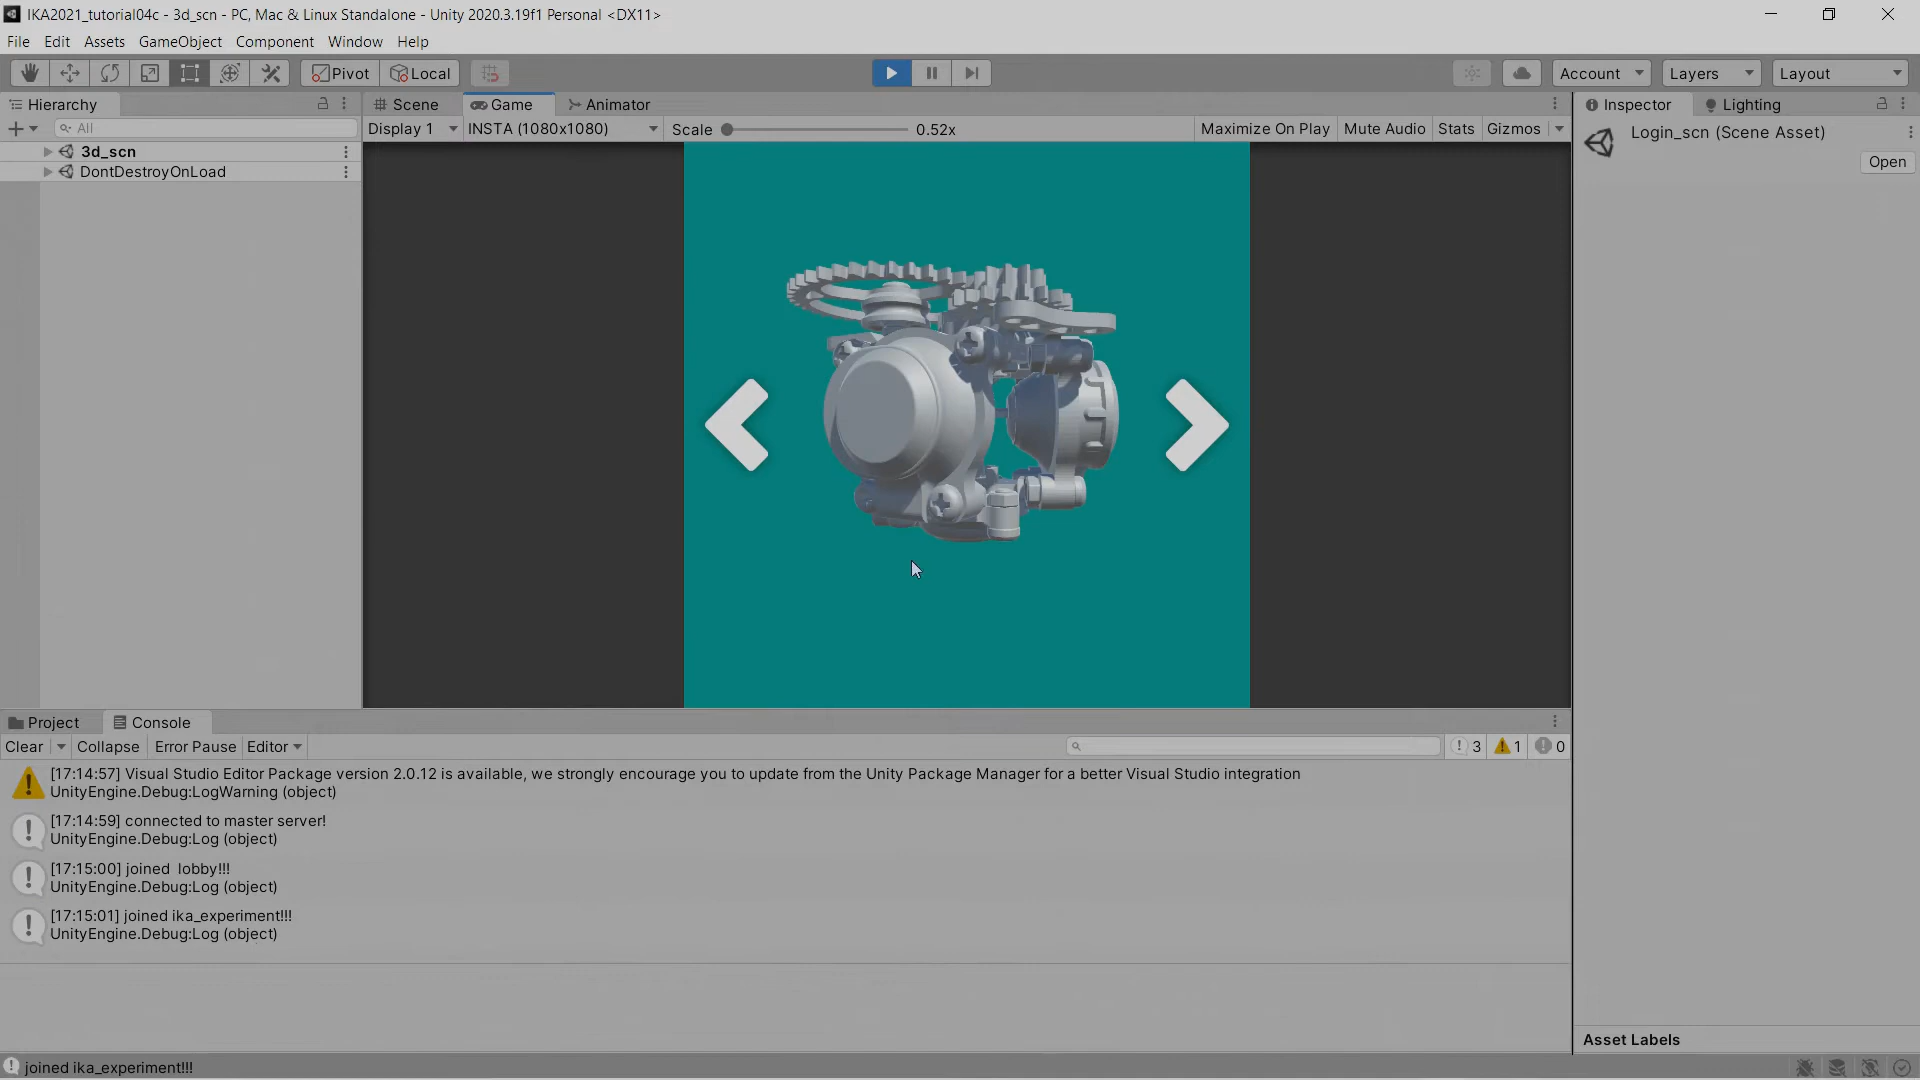 IKA2021_tutorial04c - 3d_scn - PC, Mac & Linux Standalone - Unity 2020.3.19f1 Personal <DX11>
File Edit Assets GameObject Component Window Help
Pivot Local Account Layers Layout
Hierarchy
All
3d_scn
DontDestroyOnLoad
Scene Game Animator
Display 1 INSTA (1080x1080) Scale 0.52x Maximize On Play Mute Audio Stats Gizmos
Inspector Lighting
Login_scn (Scene Asset)
Open
Project Console
Clear Collapse Error Pause Editor 3 1 0
[17:14:57] Visual Studio Editor Package version 2.0.12 is available, we strongly encourage you to update from the Unity Package Manager for a better Visual Studio integration
UnityEngine.Debug:LogWarning (object)
[17:14:59] connected to master server!
UnityEngine.Debug:Log (object)
[17:15:00] joined  lobby!!!
UnityEngine.Debug:Log (object)
[17:15:01] joined ika_experiment!!!
UnityEngine.Debug:Log (object)
Asset Labels
joined ika_experiment!!!